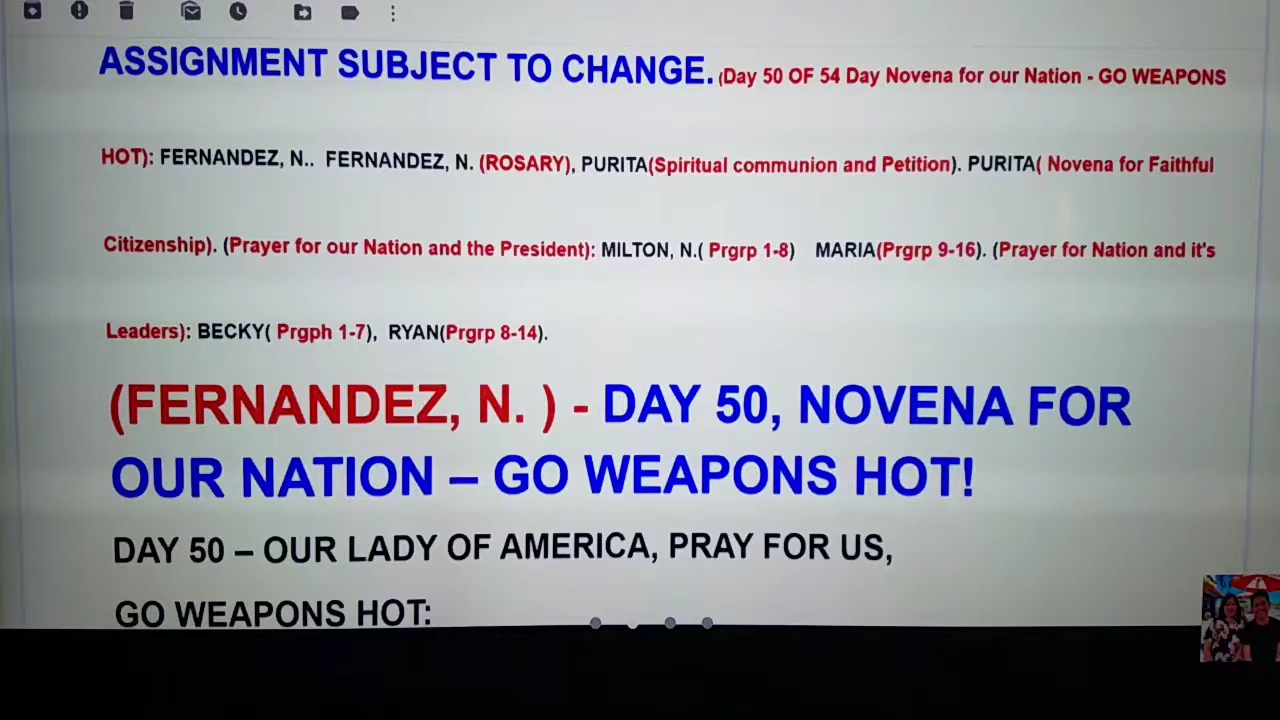 ASSIGNMENT SUBJECT TO CHANGE. (Day 50 OF 54 Day Novena for our Nation - GO WEAPONS
HOT): FERNANDEZ, N.. FERNANDEZ, N. (ROSARY), PURITA(Spiritual communion and Petition). PURITA( Novena for Faithful
Citizenship). (Prayer for our Nation and the President): MILTON, N.( Prgrp 1-8) MARIA(Prgrp 9-16). (Prayer for Nation and it's
Leaders): BECKY( Prgph 1-7), RYAN(Prgrp 8-14).
(FERNANDEZ, N. ) - DAY 50, NOVENA FOR
OUR NATION – GO WEAPONS HOT!
DAY 50 – OUR LADY OF AMERICA, PRAY FOR US,
GO WEAPONS HOT: